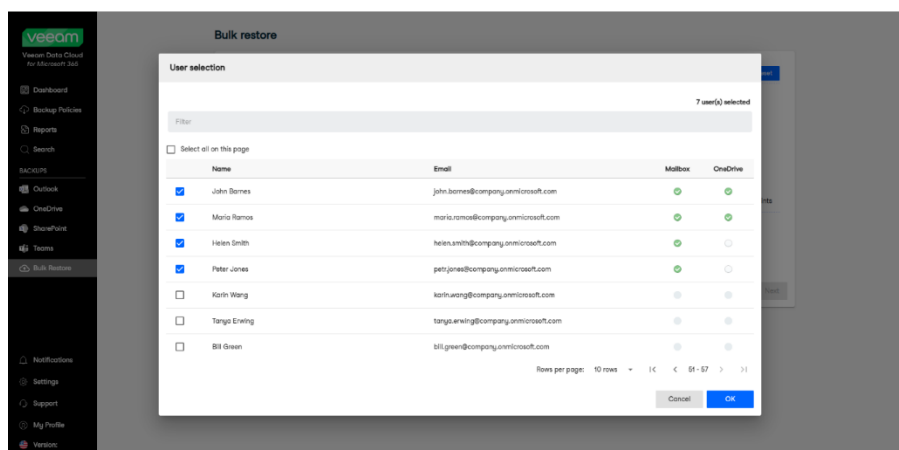 Bulk restore
veeam
Veeam Data Cloud
for Microsoft 365
Dashboard
Backup Policies
Reports
Search
BACKUPS
Outlook
OneDrive
SharePoint
Teams
Bulk Restore
Notifications
Settings
Support
My Profile
Version:
User selection
7 user(s) selected
Filter
Select all on this page
Name Email Mailbox OneDrive
John Barnes john.barnes@company.onmicrosoft.com
Maria Ramos maria.ramos@company.onmicrosoft.com
Helen Smith helen.smith@company.onmicrosoft.com
Peter Jones petr.jones@company.onmicrosoft.com
Karin Wang karin.wang@company.onmicrosoft.com
Tanya Erwing tanya.erwing@company.onmicrosoft.com
Bill Green bill.green@company.onmicrosoft.com
Rows per page: 10 rows 51 - 57
Cancel OK
Next